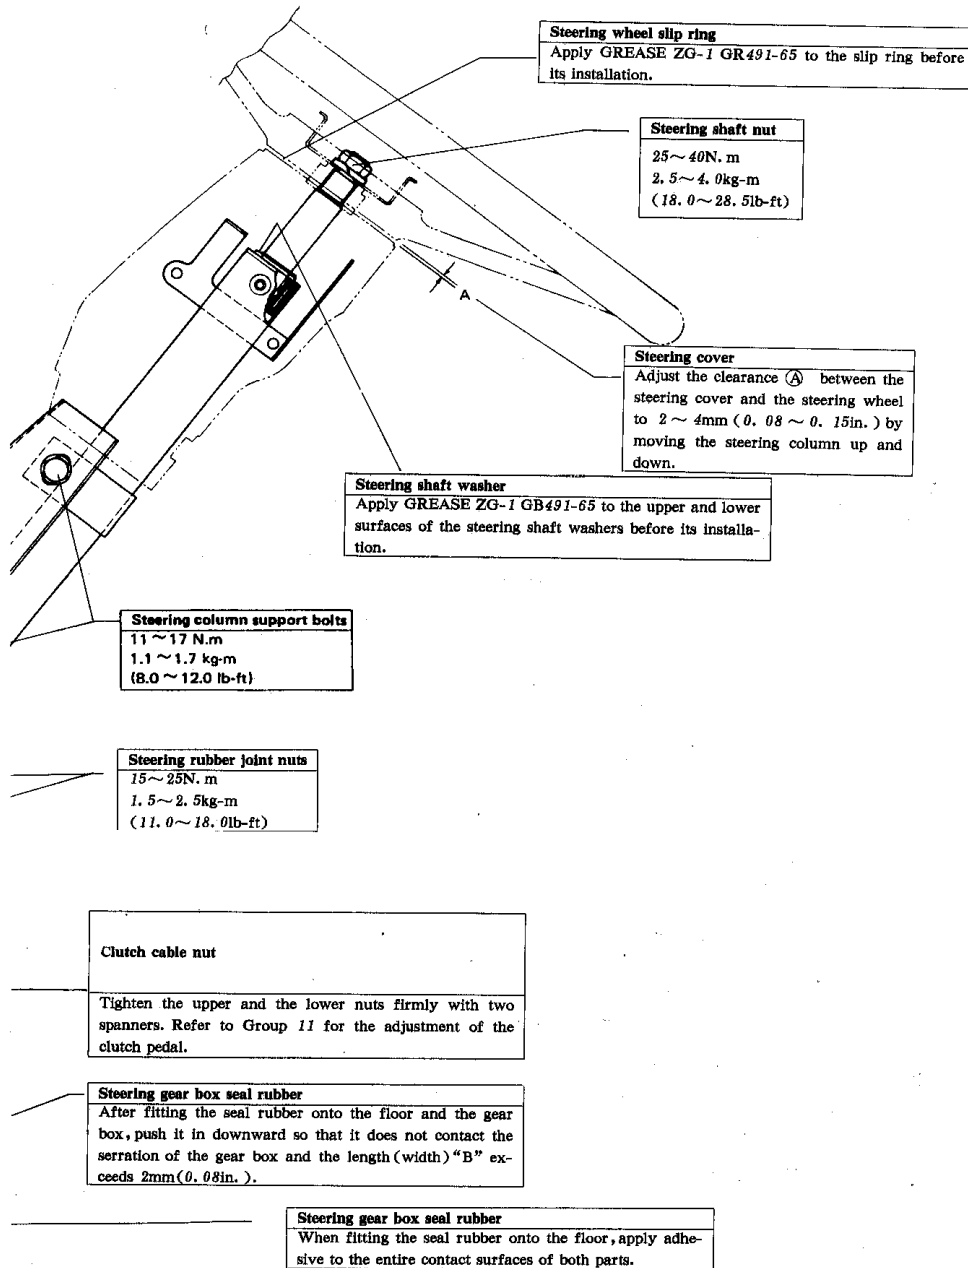 Steering wheel slip ring
Apply GREASE ZG-1 GR491-65 to the slip ring before
its installation.
Steering shaft nut
25~40N. m
2. 5~4. 0kg-m
(18. 0~28. 5lb-ft)
A
Steering cover
Adjust the clearance Ⓐ between the
steering cover and the steering wheel
to 2 ~ 4mm (0. 08 ~ 0. 15in. ) by
moving the steering column up and
down.
Steering shaft washer
Apply GREASE ZG-1 GB491-65 to the upper and lower
surfaces of the steering shaft washers before its installa-
tion.
Steering column support bolts
11 ~ 17 N.m
1.1 ~ 1.7 kg-m
(8.0 ~ 12.0 lb-ft)
Steering rubber joint nuts
15~25N. m
1. 5~2. 5kg-m
(11. 0~18. 0lb-ft)
Clutch cable nut
Tighten the upper and the lower nuts firmly with two
spanners. Refer to Group 11 for the adjustment of the
clutch pedal.
Steering gear box seal rubber
After fitting the seal rubber onto the floor and the gear
box, push it in downward so that it does not contact the
serration of the gear box and the length (width) "B" ex-
ceeds 2mm(0. 08in. ).
Steering gear box seal rubber
When fitting the seal rubber onto the floor, apply adhe-
sive to the entire contact surfaces of both parts.